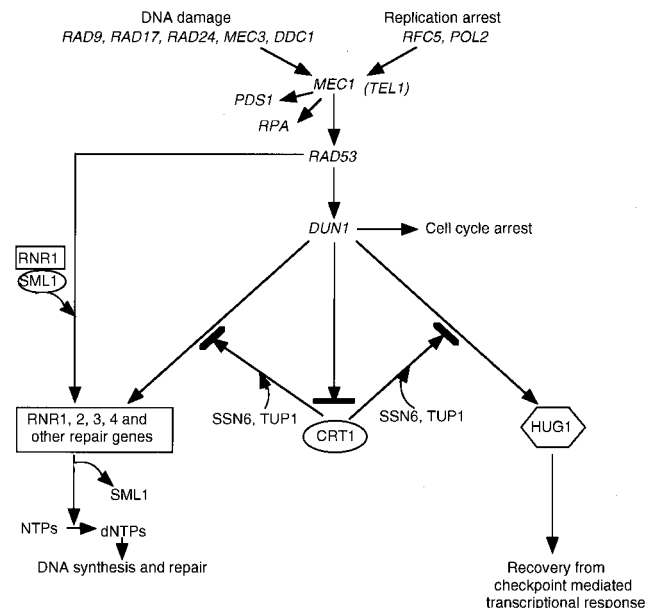 DNA damage
RAD9, RAD17, RAD24, MEC3, DDC1
Replication arrest
RFC5, POL2
MEC1 (TEL1)
PDS1
RPA
RAD53
DUN1
Cell cycle arrest
RNR1
SML1
SSN6, TUP1
SSN6, TUP1
RNR1, 2, 3, 4 and
other repair genes
CRT1
HUG1
SML1
NTPs
dNTPs
DNA synthesis and repair
Recovery from
checkpoint mediated
transcriptional response